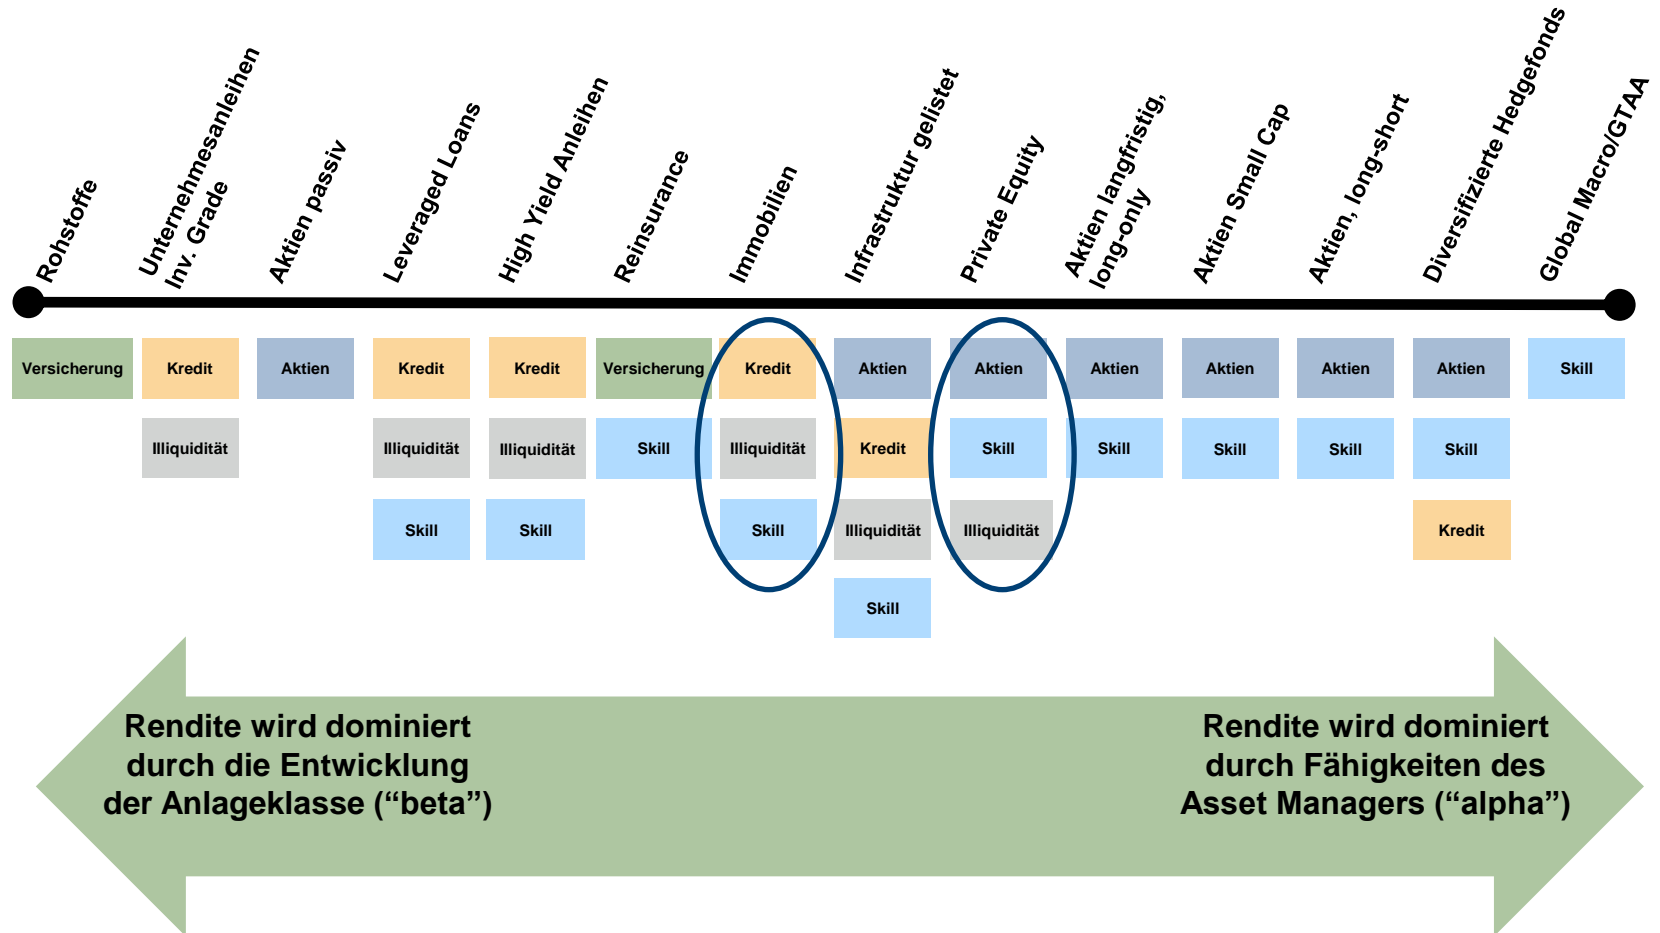 Rohstoffe
Unternehmesanleihen
Inv. Grade
Aktien passiv
Leveraged Loans
High Yield Anleihen
Reinsurance
Immobilien
Infrastruktur gelistet
Private Equity
Aktien langfristig,
long-only
Aktien Small Cap
Aktien, long-short
Diversifizierte Hedgefonds
Global Macro/GTAA
Versicherung Kredit Aktien Kredit Kredit Versicherung Kredit Aktien Aktien Aktien Aktien Aktien Aktien Skill
Illiquidität Illiquidität Illiquidität Skill Illiquidität Kredit Skill Skill Skill Skill Skill
Skill Skill Skill Illiquidität Illiquidität Kredit
Skill
Rendite wird dominiert
durch die Entwicklung
der Anlageklasse (“beta”)
Rendite wird dominiert
durch Fähigkeiten des
Asset Managers (“alpha”)